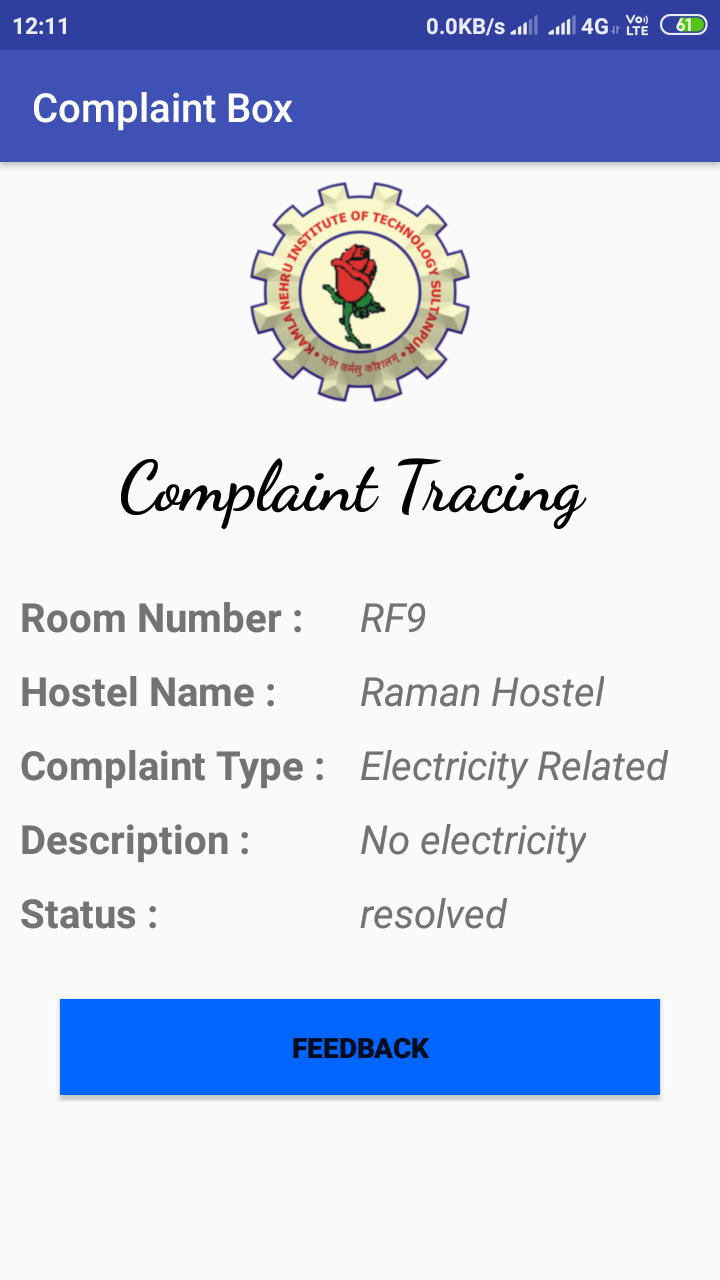 12:11 0.0KB/s 4G Vo)) LTE 61
Complaint Box
KAMLA NEHRU INSTITUTE OF TECHNOLOGY SULTANPUR
योगः कर्मसु कौशलम्
Complaint Tracing
Room Number : RF9
Hostel Name : Raman Hostel
Complaint Type : Electricity Related
Description : No electricity
Status : resolved
FEEDBACK